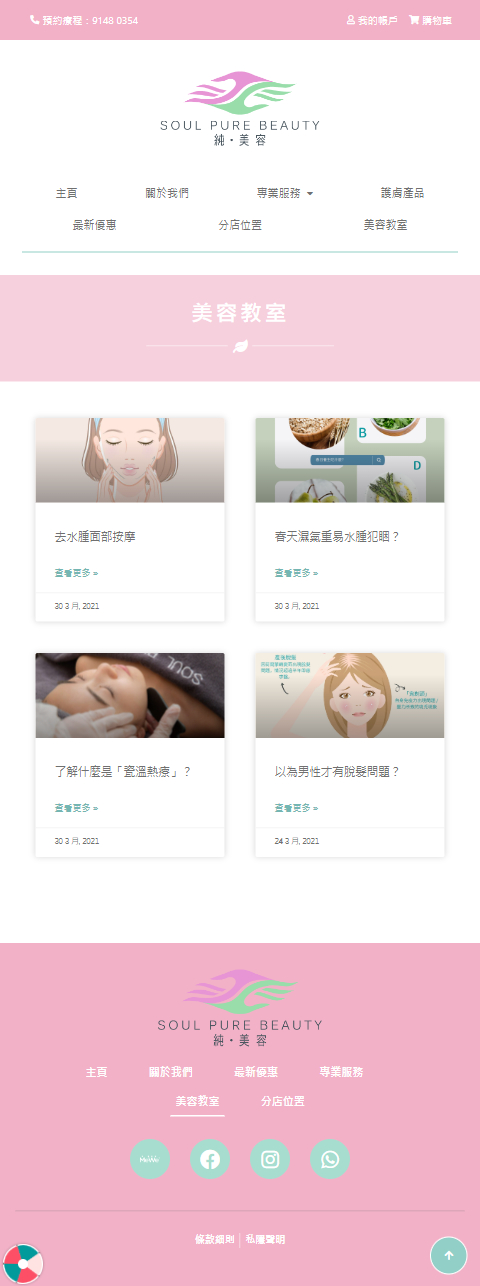 預約療程：9148 0354
我的帳戶 購物車
SOUL PURE BEAUTY
純·美 容
主頁 關於我們 專業服務 護膚產品
最新優惠 分店位置 美容教室
美容教室
B
D
去水腫面部按摩
查看更多 »
30 3 月, 2021
春天濕氣重易水腫犯睏？
查看更多 »
30 3 月, 2021
SOUL PU
了解什麼是「瓷溫熱療」？
查看更多 »
30 3 月, 2021
以為男性才有脫髮問題？
查看更多 »
24 3 月, 2021
SOUL PURE BEAUTY
純·美 容
主頁 關於我們 最新優惠 專業服務
美容教室 分店位置
條款細則 私隱聲明